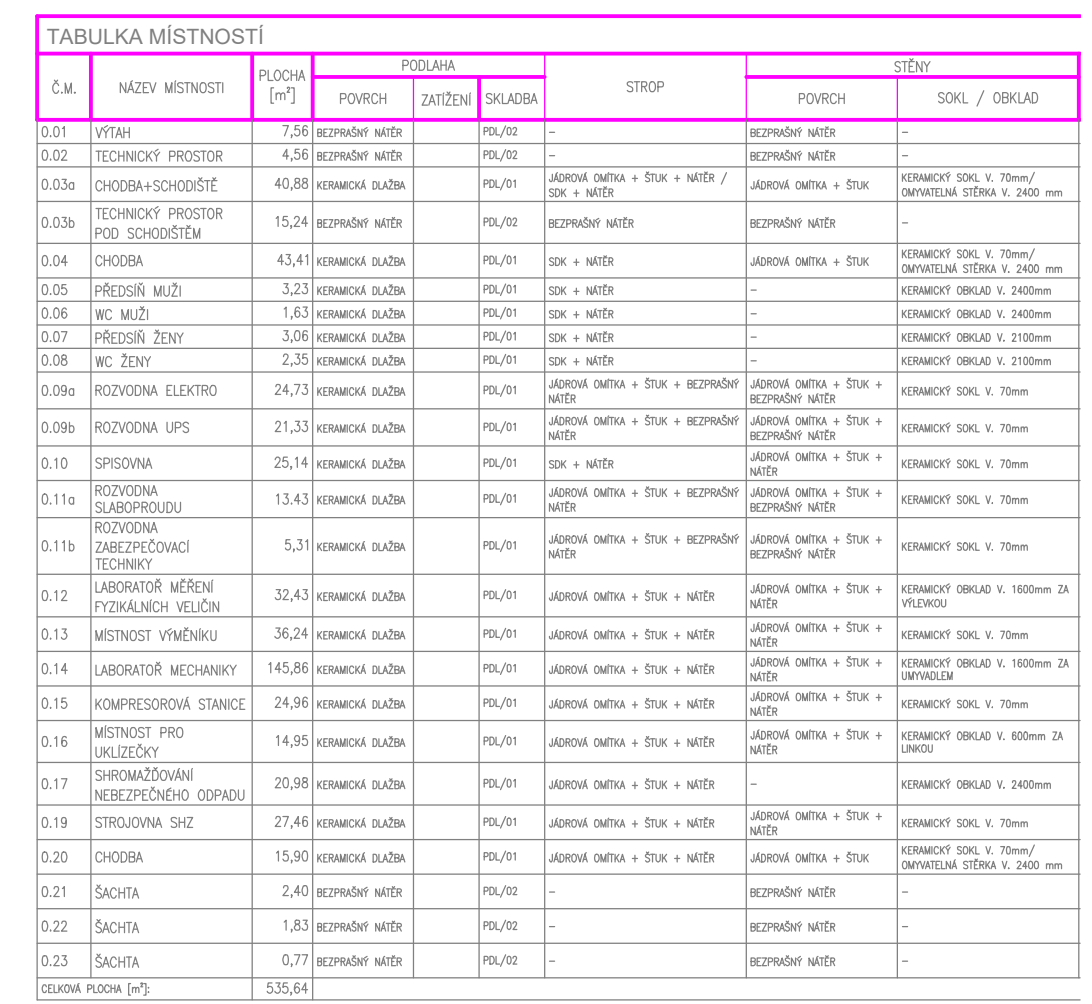 TABULKA MÍSTNOSTÍ
Č.M. NÁZEV MÍSTNOSTI PLOCHA [m²] PODLAHA STROP STĚNY
POVRCH ZATÍŽENÍ SKLADBA POVRCH SOKL / OBKLAD
0.01 VÝTAH 7,56 BEZPRAŠNÝ NÁTĚR PDL/02 – BEZPRAŠNÝ NÁTĚR –
0.02 TECHNICKÝ PROSTOR 4,56 BEZPRAŠNÝ NÁTĚR PDL/02 – BEZPRAŠNÝ NÁTĚR –
0.03a CHODBA+SCHODIŠTĚ 40,88 KERAMICKÁ DLAŽBA PDL/01 JÁDROVÁ OMÍTKA + ŠTUK + NÁTĚR / SDK + NÁTĚR JÁDROVÁ OMÍTKA + ŠTUK KERAMICKÝ SOKL V. 70mm/ OMYVATELNÁ STĚRKA V. 2400 mm
0.03b TECHNICKÝ PROSTOR POD SCHODIŠTĚM 15,24 BEZPRAŠNÝ NÁTĚR PDL/02 BEZPRAŠNÝ NÁTĚR BEZPRAŠNÝ NÁTĚR –
0.04 CHODBA 43,41 KERAMICKÁ DLAŽBA PDL/01 SDK + NÁTĚR JÁDROVÁ OMÍTKA + ŠTUK KERAMICKÝ SOKL V. 70mm/ OMYVATELNÁ STĚRKA V. 2400 mm
0.05 PŘEDSÍŇ MUŽI 3,23 KERAMICKÁ DLAŽBA PDL/01 SDK + NÁTĚR – KERAMICKÝ OBKLAD V. 2400mm
0.06 WC MUŽI 1,63 KERAMICKÁ DLAŽBA PDL/01 SDK + NÁTĚR – KERAMICKÝ OBKLAD V. 2400mm
0.07 PŘEDSÍŇ ŽENY 3,06 KERAMICKÁ DLAŽBA PDL/01 SDK + NÁTĚR – KERAMICKÝ OBKLAD V. 2100mm
0.08 WC ŽENY 2,35 KERAMICKÁ DLAŽBA PDL/01 SDK + NÁTĚR – KERAMICKÝ OBKLAD V. 2100mm
0.09a ROZVODNA ELEKTRO 24,73 KERAMICKÁ DLAŽBA PDL/01 JÁDROVÁ OMÍTKA + ŠTUK + BEZPRAŠNÝ NÁTĚR JÁDROVÁ OMÍTKA + ŠTUK + BEZPRAŠNÝ NÁTĚR KERAMICKÝ SOKL V. 70mm
0.09b ROZVODNA UPS 21,33 KERAMICKÁ DLAŽBA PDL/01 JÁDROVÁ OMÍTKA + ŠTUK + BEZPRAŠNÝ NÁTĚR JÁDROVÁ OMÍTKA + ŠTUK + BEZPRAŠNÝ NÁTĚR KERAMICKÝ SOKL V. 70mm
0.10 SPISOVNA 25,14 KERAMICKÁ DLAŽBA PDL/01 SDK + NÁTĚR JÁDROVÁ OMÍTKA + ŠTUK + NÁTĚR KERAMICKÝ SOKL V. 70mm
0.11a ROZVODNA SLABOPROUDU 13.43 KERAMICKÁ DLAŽBA PDL/01 JÁDROVÁ OMÍTKA + ŠTUK + BEZPRAŠNÝ NÁTĚR JÁDROVÁ OMÍTKA + ŠTUK + BEZPRAŠNÝ NÁTĚR KERAMICKÝ SOKL V. 70mm
0.11b ROZVODNA ZABEZPEČOVACÍ TECHNIKY 5,31 KERAMICKÁ DLAŽBA PDL/01 JÁDROVÁ OMÍTKA + ŠTUK + BEZPRAŠNÝ NÁTĚR JÁDROVÁ OMÍTKA + ŠTUK + BEZPRAŠNÝ NÁTĚR KERAMICKÝ SOKL V. 70mm
0.12 LABORATOŘ MĚŘENÍ FYZIKÁLNÍCH VELIČIN 32,43 KERAMICKÁ DLAŽBA PDL/01 JÁDROVÁ OMÍTKA + ŠTUK + NÁTĚR JÁDROVÁ OMÍTKA + ŠTUK + NÁTĚR KERAMICKÝ OBKLAD V. 1600mm ZA VÝLEVKOU
0.13 MÍSTNOST VÝMĚNÍKU 36,24 KERAMICKÁ DLAŽBA PDL/01 JÁDROVÁ OMÍTKA + ŠTUK + NÁTĚR JÁDROVÁ OMÍTKA + ŠTUK + NÁTĚR KERAMICKÝ SOKL V. 70mm
0.14 LABORATOŘ MECHANIKY 145,86 KERAMICKÁ DLAŽBA PDL/01 JÁDROVÁ OMÍTKA + ŠTUK + NÁTĚR JÁDROVÁ OMÍTKA + ŠTUK + NÁTĚR KERAMICKÝ OBKLAD V. 1600mm ZA UMYVADLEM
0.15 KOMPRESOROVÁ STANICE 24,96 KERAMICKÁ DLAŽBA PDL/01 JÁDROVÁ OMÍTKA + ŠTUK + NÁTĚR JÁDROVÁ OMÍTKA + ŠTUK + NÁTĚR KERAMICKÝ SOKL V. 70mm
0.16 MÍSTNOST PRO UKLÍZEČKY 14,95 KERAMICKÁ DLAŽBA PDL/01 JÁDROVÁ OMÍTKA + ŠTUK + NÁTĚR JÁDROVÁ OMÍTKA + ŠTUK + NÁTĚR KERAMICKÝ OBKLAD V. 600mm ZA LINKOU
0.17 SHROMAŽĎOVÁNÍ NEBEZPEČNÉHO ODPADU 20,98 KERAMICKÁ DLAŽBA PDL/01 JÁDROVÁ OMÍTKA + ŠTUK + NÁTĚR – KERAMICKÝ OBKLAD V. 2400mm
0.19 STROJOVNA SHZ 27,46 KERAMICKÁ DLAŽBA PDL/01 JÁDROVÁ OMÍTKA + ŠTUK + NÁTĚR JÁDROVÁ OMÍTKA + ŠTUK + NÁTĚR KERAMICKÝ SOKL V. 70mm
0.20 CHODBA 15,90 KERAMICKÁ DLAŽBA PDL/01 JÁDROVÁ OMÍTKA + ŠTUK + NÁTĚR JÁDROVÁ OMÍTKA + ŠTUK KERAMICKÝ SOKL V. 70mm/ OMYVATELNÁ STĚRKA V. 2400 mm
0.21 ŠACHTA 2,40 BEZPRAŠNÝ NÁTĚR PDL/02 – BEZPRAŠNÝ NÁTĚR –
0.22 ŠACHTA 1,83 BEZPRAŠNÝ NÁTĚR PDL/02 – BEZPRAŠNÝ NÁTĚR –
0.23 ŠACHTA 0,77 BEZPRAŠNÝ NÁTĚR PDL/02 – BEZPRAŠNÝ NÁTĚR –
CELKOVÁ PLOCHA [m²]: 535,64